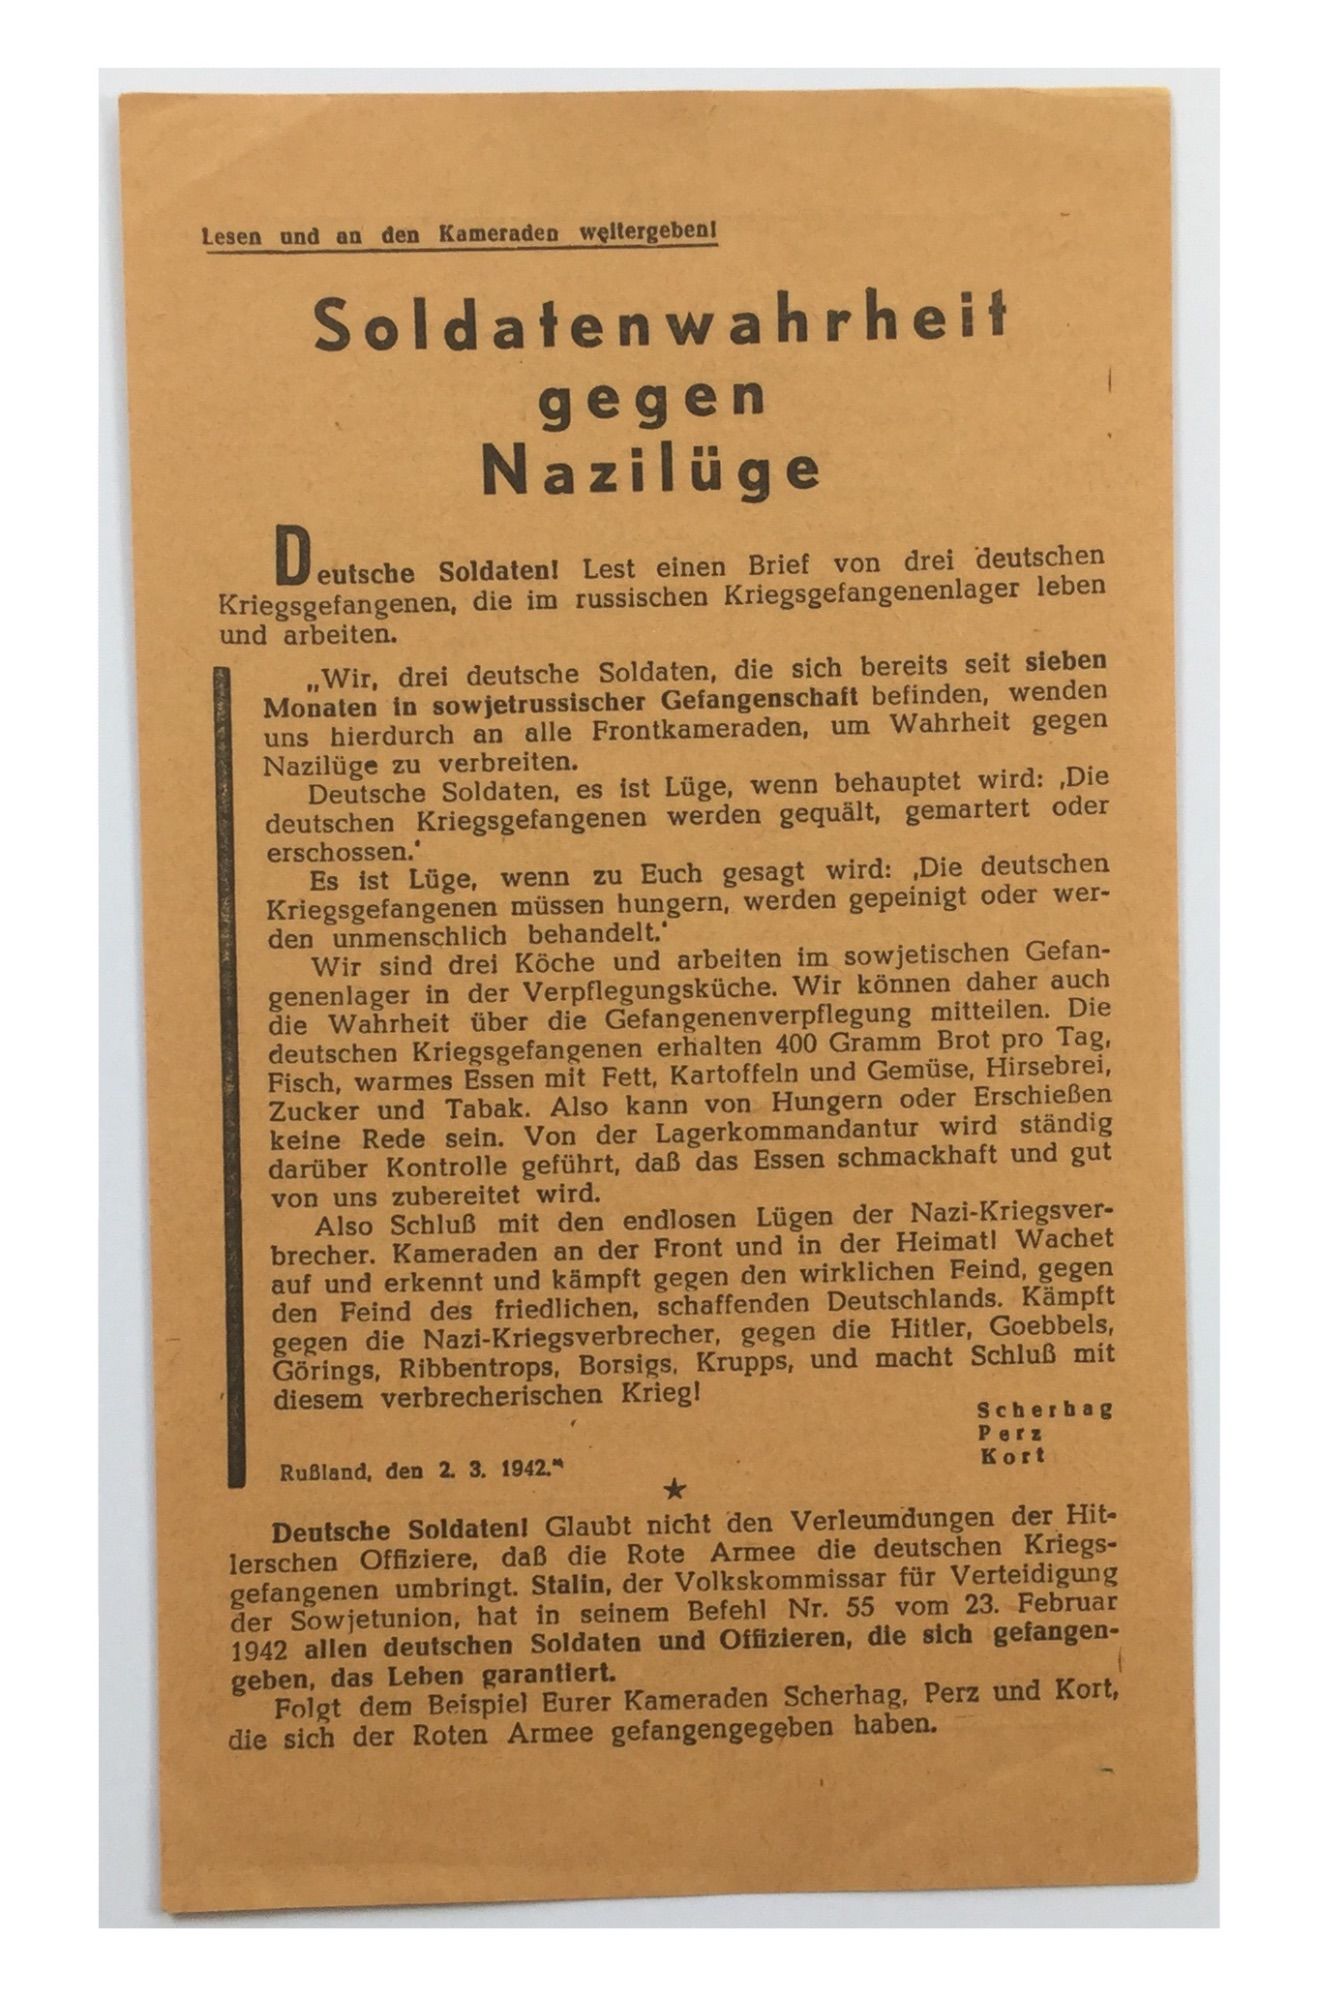 Lesen und an den Kameraden weitergeben!
Soldatenwahrheit
gegen
Nazilüge
Deutsche Soldaten! Lest einen Brief von drei deutschen
Kriegsgefangenen, die im russischen Kriegsgefangenenlager leben
und arbeiten.
„Wir, drei deutsche Soldaten, die sich bereits seit sieben
Monaten in sowjetrussischer Gefangenschaft befinden, wenden
uns hierdurch an alle Frontkameraden, um Wahrheit gegen
Nazilüge zu verbreiten.
Deutsche Soldaten, es ist Lüge, wenn behauptet wird: ‚Die
deutschen Kriegsgefangenen werden gequält, gemartert oder
erschossen.‘
Es ist Lüge, wenn zu Euch gesagt wird: ‚Die deutschen
Kriegsgefangenen müssen hungern, werden gepeinigt oder wer-
den unmenschlich behandelt.‘
Wir sind drei Köche und arbeiten im sowjetischen Gefan-
genenlager in der Verpflegungsküche. Wir können daher auch
die Wahrheit über die Gefangenenverpflegung mitteilen. Die
deutschen Kriegsgefangenen erhalten 400 Gramm Brot pro Tag,
Fisch, warmes Essen mit Fett, Kartoffeln und Gemüse, Hirsebrei,
Zucker und Tabak. Also kann von Hungern oder Erschießen
keine Rede sein. Von der Lagerkommandantur wird ständig
darüber Kontrolle geführt, daß das Essen schmackhaft und gut
von uns zubereitet wird.
Also Schluß mit den endlosen Lügen der Nazi-Kriegsver-
brecher. Kameraden an der Front und in der Heimat! Wachet
auf und erkennt und kämpft gegen den wirklichen Feind, gegen
den Feind des friedlichen, schaffenden Deutschlands. Kämpft
gegen die Nazi-Kriegsverbrecher, gegen die Hitler, Goebbels,
Görings, Ribbentrops, Borsigs, Krupps, und macht Schluß mit
diesem verbrecherischen Krieg!
Scherhag
Perz
Kort
Rußland, den 2. 3. 1942.“
★
Deutsche Soldaten! Glaubt nicht den Verleumdungen der Hit-
lerschen Offiziere, daß die Rote Armee die deutschen Kriegs-
gefangenen umbringt. Stalin, der Volkskommissar für Verteidigung
der Sowjetunion, hat in seinem Befehl Nr. 55 vom 23. Februar
1942 allen deutschen Soldaten und Offizieren, die sich gefangen-
geben, das Leben garantiert.
Folgt dem Beispiel Eurer Kameraden Scherhag, Perz und Kort,
die sich der Roten Armee gefangengegeben haben.